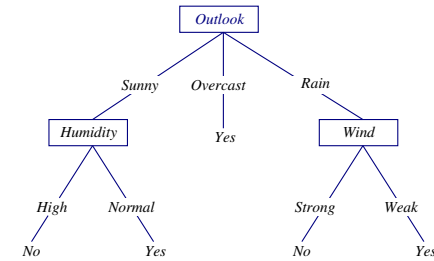 Outlook
Sunny Overcast Rain
Humidity Yes Wind
High Normal Strong Weak
No Yes No Yes